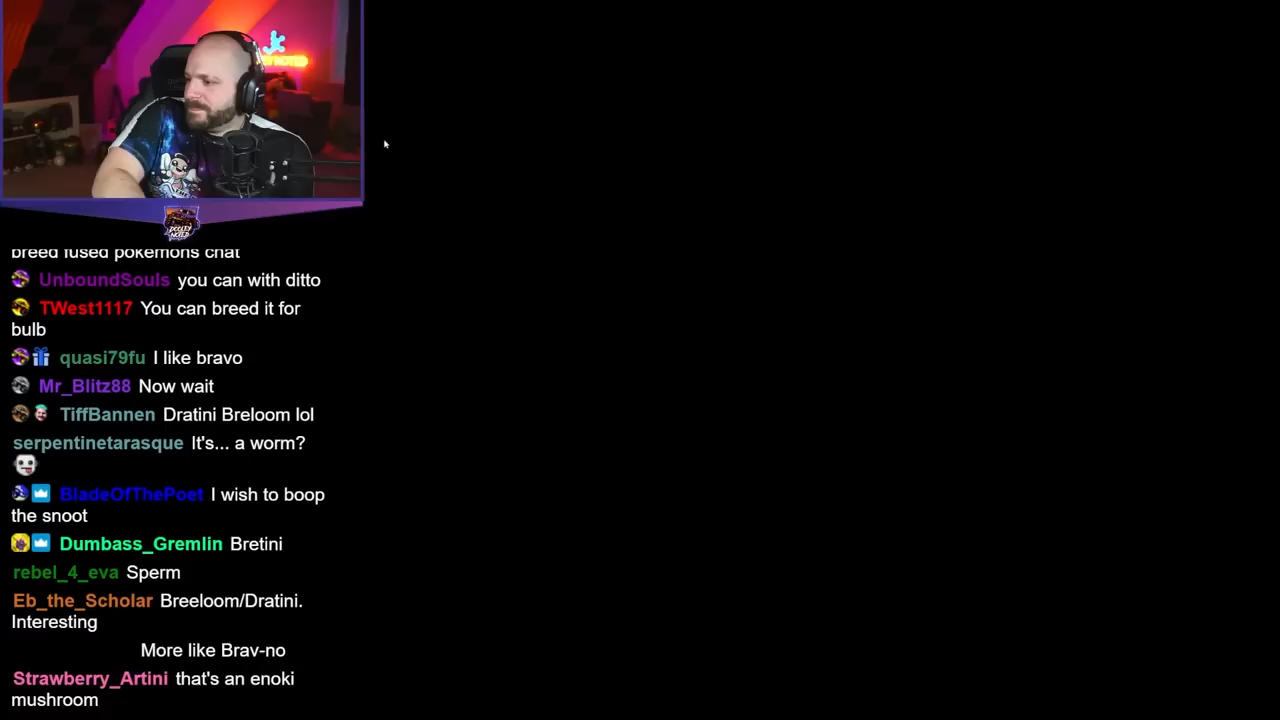 DOOLEY
NOTED
breed fused pokemons chat
UnboundSouls you can with ditto
TWest1117 You can breed it for
bulb
quasi79fu I like bravo
Mr_Blitz88 Now wait
TiffBannen Dratini Breloom lol
serpentinetarasque It's... a worm?
BladeOfThePoet I wish to boop
the snoot
Dumbass_Gremlin Bretini
rebel_4_eva Sperm
Eb_the_Scholar Breeloom/Dratini.
Interesting
More like Brav-no
Strawberry_Artini that's an enoki
mushroom